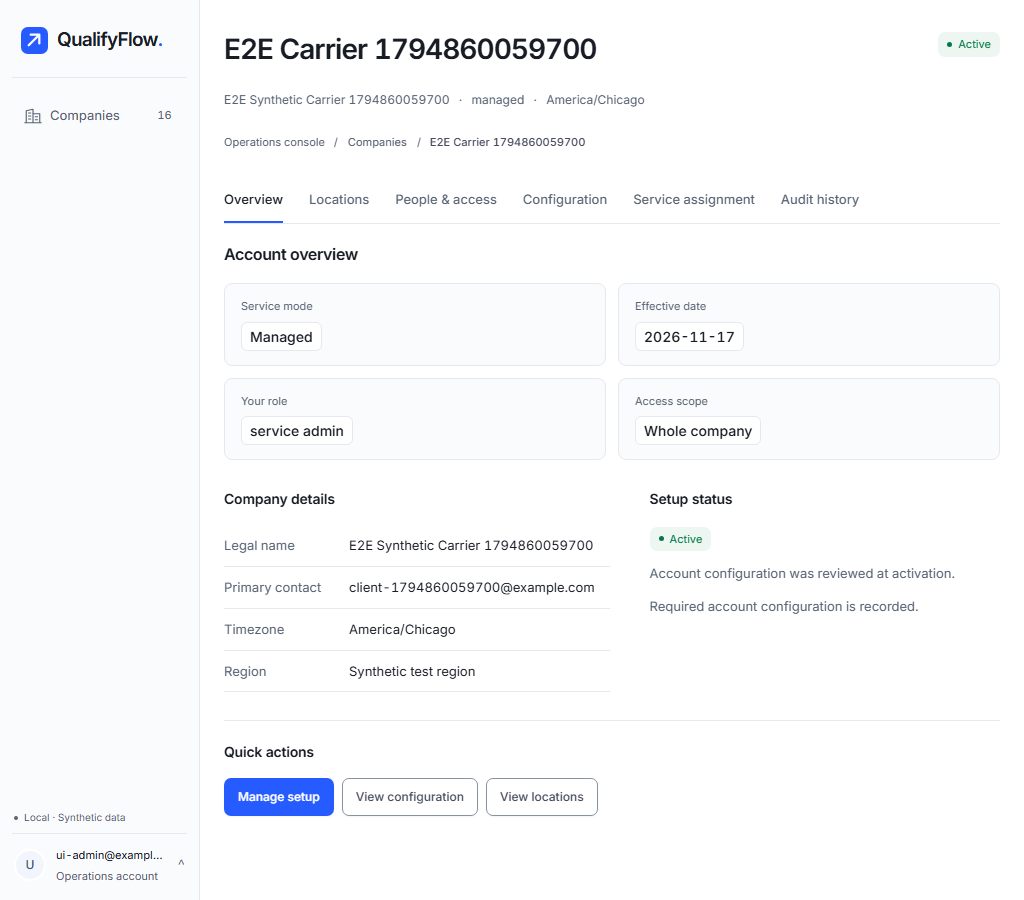 QualifyFlow.
Companies 16
Local · Synthetic data
U
ui-admin@exampl...
Operations account
^
E2E Carrier 1794860059700
Active
E2E Synthetic Carrier 1794860059700 · managed · America/Chicago
Operations console / Companies / E2E Carrier 1794860059700
Overview Locations People & access Configuration Service assignment Audit history
Account overview
Service mode
Managed
Effective date
2026-11-17
Your role
service admin
Access scope
Whole company
Company details
Legal name E2E Synthetic Carrier 1794860059700
Primary contact client-1794860059700@example.com
Timezone America/Chicago
Region Synthetic test region
Setup status
Active
Account configuration was reviewed at activation.
Required account configuration is recorded.
Quick actions
Manage setup View configuration View locations